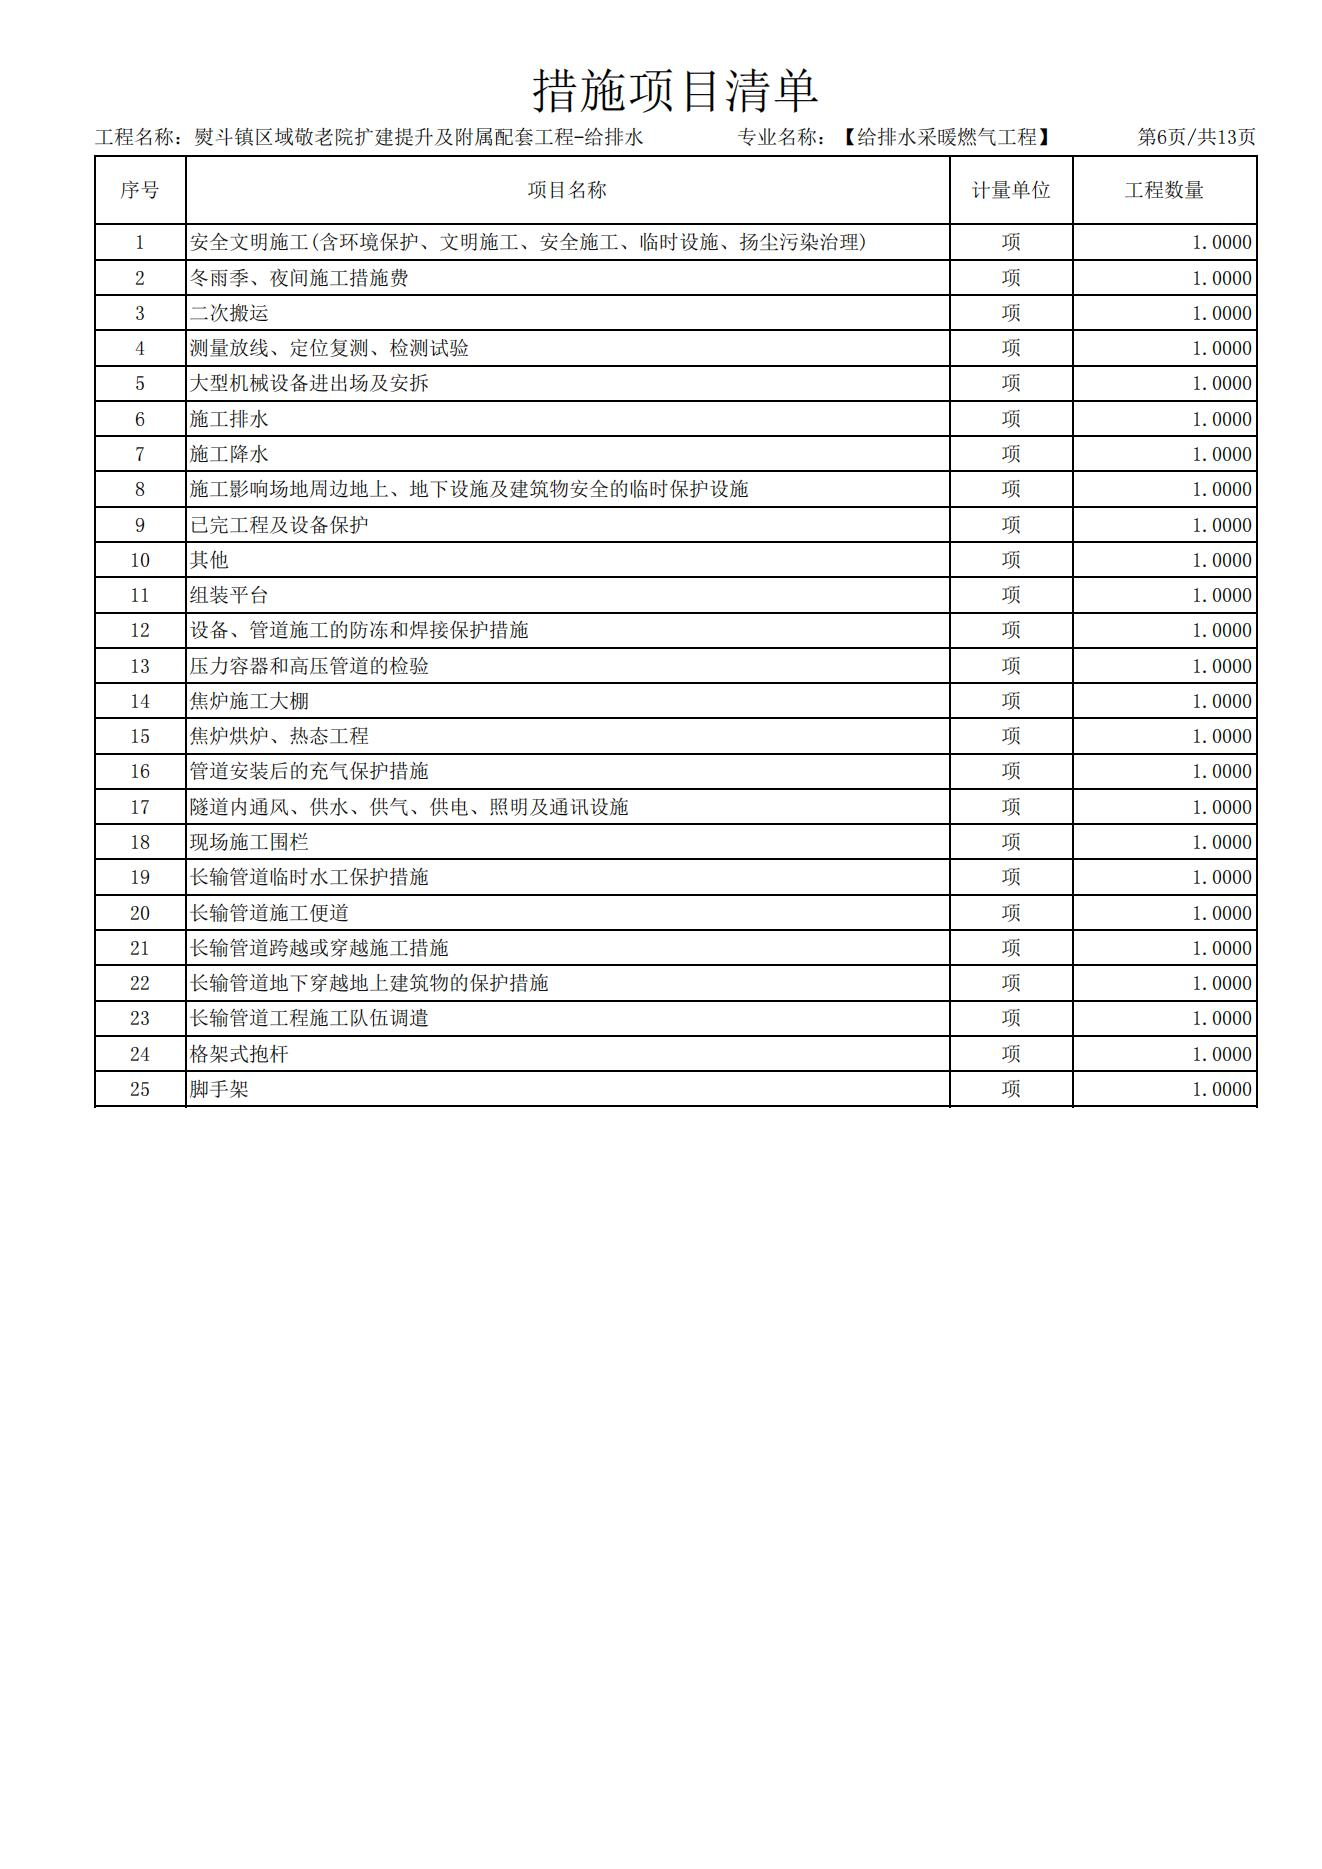 措施项目清单
工程名称：熨斗镇区域敬老院扩建提升及附属配套工程-给排水 专业名称：【给排水采暖燃气工程】 第6页/共13页
序号 项目名称 计量单位 工程数量
1 安全文明施工(含环境保护、文明施工、安全施工、临时设施、扬尘污染治理) 项 1.0000
2 冬雨季、夜间施工措施费 项 1.0000
3 二次搬运 项 1.0000
4 测量放线、定位复测、检测试验 项 1.0000
5 大型机械设备进出场及安拆 项 1.0000
6 施工排水 项 1.0000
7 施工降水 项 1.0000
8 施工影响场地周边地上、地下设施及建筑物安全的临时保护设施 项 1.0000
9 已完工程及设备保护 项 1.0000
10 其他 项 1.0000
11 组装平台 项 1.0000
12 设备、管道施工的防冻和焊接保护措施 项 1.0000
13 压力容器和高压管道的检验 项 1.0000
14 焦炉施工大棚 项 1.0000
15 焦炉烘炉、热态工程 项 1.0000
16 管道安装后的充气保护措施 项 1.0000
17 隧道内通风、供水、供气、供电、照明及通讯设施 项 1.0000
18 现场施工围栏 项 1.0000
19 长输管道临时水工保护措施 项 1.0000
20 长输管道施工便道 项 1.0000
21 长输管道跨越或穿越施工措施 项 1.0000
22 长输管道地下穿越地上建筑物的保护措施 项 1.0000
23 长输管道工程施工队伍调遣 项 1.0000
24 格架式抱杆 项 1.0000
25 脚手架 项 1.0000